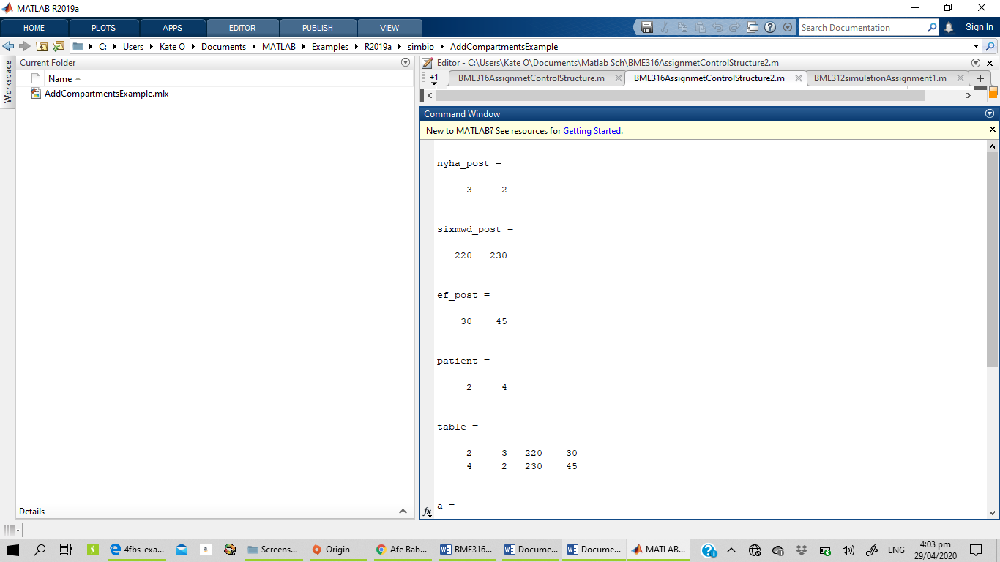 MATLAB R2019a
HOME PLOTS APPS EDITOR PUBLISH VIEW Search Documentation Sign In
C: Users Kate O Documents MATLAB Examples R2019a simbio AddCompartmentsExample
Workspace
Current Folder
Name
AddCompartmentsExample.mlx
Details
Editor - C:\Users\Kate O\Documents\Matlab Sch\BME316AssignmetControlStructure2.m
+1 BME316AssignmetControlStructure.m BME316AssignmetControlStructure2.m BME312simulationAssignment1.m +
Command Window
New to MATLAB? See resources for Getting Started.
nyha_post =
3 2
sixmwd_post =
220 230
ef_post =
30 45
patient =
2 4
table =
2 3 220 30
4 2 230 45
a =
fx
4fbs-exa... a Screens... Origin Afe Bab... BME316... Docume... Docume... MATLAB... ENG 4:03 pm
29/04/2020